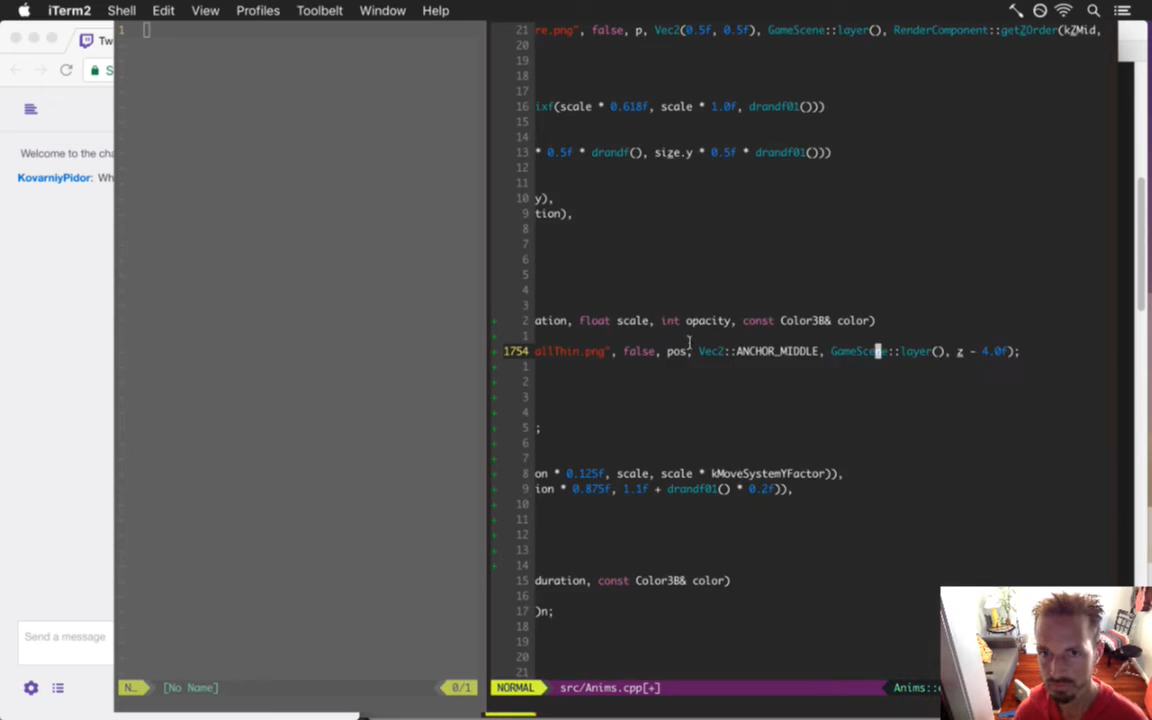 iTerm2 Shell Edit View Profiles Toolbelt Window Help
Tw
S
Welcome to the cha
KovarniyPidor: Wh
Send a message
1
N… [No Name] 0/1
21 re.png", false, p, Vec2(0.5f, 0.5f), GameScene::layer(), RenderComponent::getZOrder(kZMid,
20
19
18
17
16 ixf(scale * 0.618f, scale * 1.0f, drandf01()))
15
14
13 * 0.5f * drandf(), size.y * 0.5f * drandf01()))
12
11
10 y),
9 tion),
8
7
6
5
4
3
+ 2 ation, float scale, int opacity, const Color3B& color)
+ 1
+ 1754 allThin.png", false, pos, Vec2::ANCHOR_MIDDLE, GameScene::layer(), z - 4.0f);
+ 1
+ 2
+ 3
+ 4
+ 5 ;
+ 6
+ 7
+ 8 on * 0.125f, scale, scale * kMoveSystemYFactor)),
+ 9 ion * 0.875f, 1.1f + drandf01() * 0.2f)),
+ 10
+ 11
+ 12
+ 13
+ 14
15 duration, const Color3B& color)
16
17 )n;
18
19
20
21
NORMAL src/Anims.cpp[+] Anims::